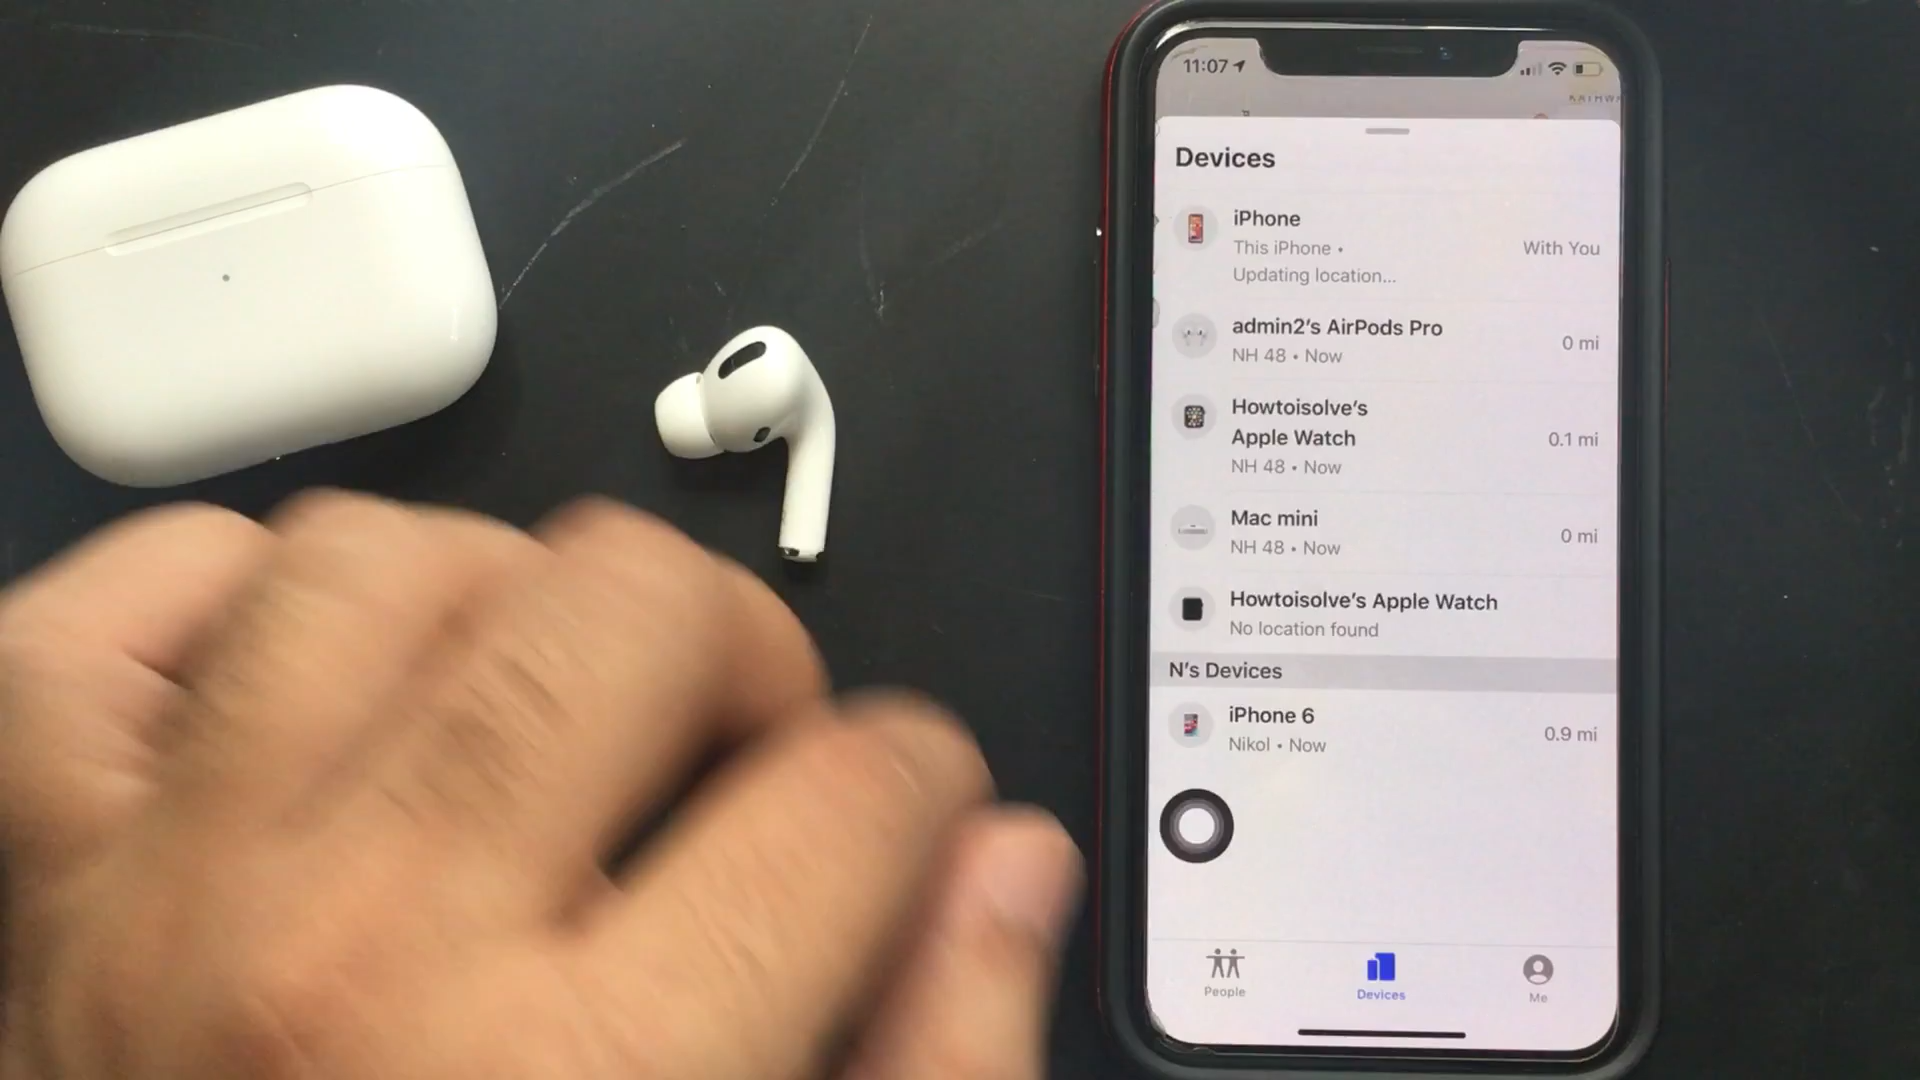 11:07
KATHWA
Devices
iPhone
This iPhone •
Updating location...
With You
admin2's AirPods Pro
NH 48 • Now
0 mi
Howtoisolve's
Apple Watch
NH 48 • Now
0.1 mi
Mac mini
NH 48 • Now
0 mi
Howtoisolve's Apple Watch
No location found
N's Devices
iPhone 6
Nikol • Now
0.9 mi
People
Devices
Me